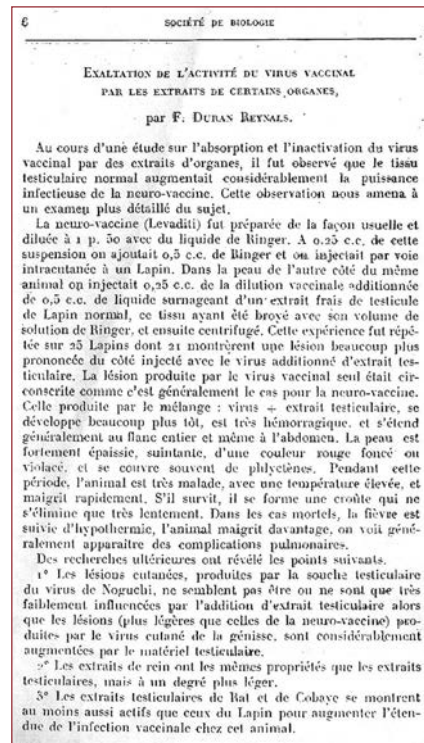 6 SOCIÉTÉ DE BIOLOGIE
EXALTATION DE L'ACTIVITÉ DU VIRUS VACCINAL
PAR LES EXTRAITS DE CERTAINS ORGANES,
par F. DURAN REYNALS.
Au cours d'une étude sur l'absorption et l'inactivation du virus
vaccinal par des extraits d'organes, il fut observé que le tissu
testiculaire normal augmentait considérablement la puissance
infectieuse de la neuro-vaccine. Cette observation nous amena à
un examen plus détaillé du sujet.
La neuro-vaccine (Levaditi) fut préparée de la façon usuelle et
diluée à 1 p. 50 avec du liquide de Ringer. A 0.25 c.c. de cette
suspension on ajoutait 0,5 c.c. de Ringer et on injectait par voie
intracutanée à un Lapin. Dans la peau de l'autre côté du même
animal on injectait 0,25 c.c. de la dilution vaccinale additionnée
de 0,5 c.c. de liquide surnageant d'un extrait frais de testicule
de Lapin normal, ce tissu ayant été broyé avec son volume de
solution de Ringer, et ensuite centrifugé. Cette expérience fut répé-
tée sur 25 Lapins dont 21 montrèrent une lésion beaucoup plus
prononcée du côté injecté avec le virus additionné d'extrait tes-
ticulaire. La lésion produite par le virus vaccinal seul était cir-
conscrite comme c'est généralement le cas pour la neuro-vaccine.
Celle produite par le mélange : virus + extrait testiculaire, se
développe beaucoup plus tôt, est très hémorragique, et s'étend
généralement au flanc entier et même à l'abdomen. La peau est
fortement épaissie, suintante, d'une couleur rouge foncé ou
violacé, et se couvre souvent de phlyctènes. Pendant cette
période, l'animal est très malade, avec une température élevée, et
maigrit rapidement. S'il survit, il se forme une croûte qui ne
s'élimine que très lentement. Dans les cas mortels, la fièvre est
suivie d'hypothermie, l'animal maigrit davantage, on voit géné-
ralement apparaître des complications pulmonaires.
Des recherches ultérieures ont révélé les points suivants.
1° Les lésions cutanées, produites par la souche testiculaire
du virus de Noguchi, ne semblent pas être ou ne sont que très
faiblement influencées par l'addition d'extrait testiculaire alors
que les lésions (plus légères que celles de la neuro-vaccine) pro-
duites par le virus cutané de la génisse, sont considérablement
augmentées par le matériel testiculaire.
2° Les extraits de rein ont les mêmes propriétés que les extraits
testiculaires, mais à un degré plus léger.
3° Les extraits testiculaires de Rat et de Cobaye se montrent
au moins aussi actifs que ceux du Lapin pour augmenter l'éten-
due de l'infection vaccinale chez cet animal.